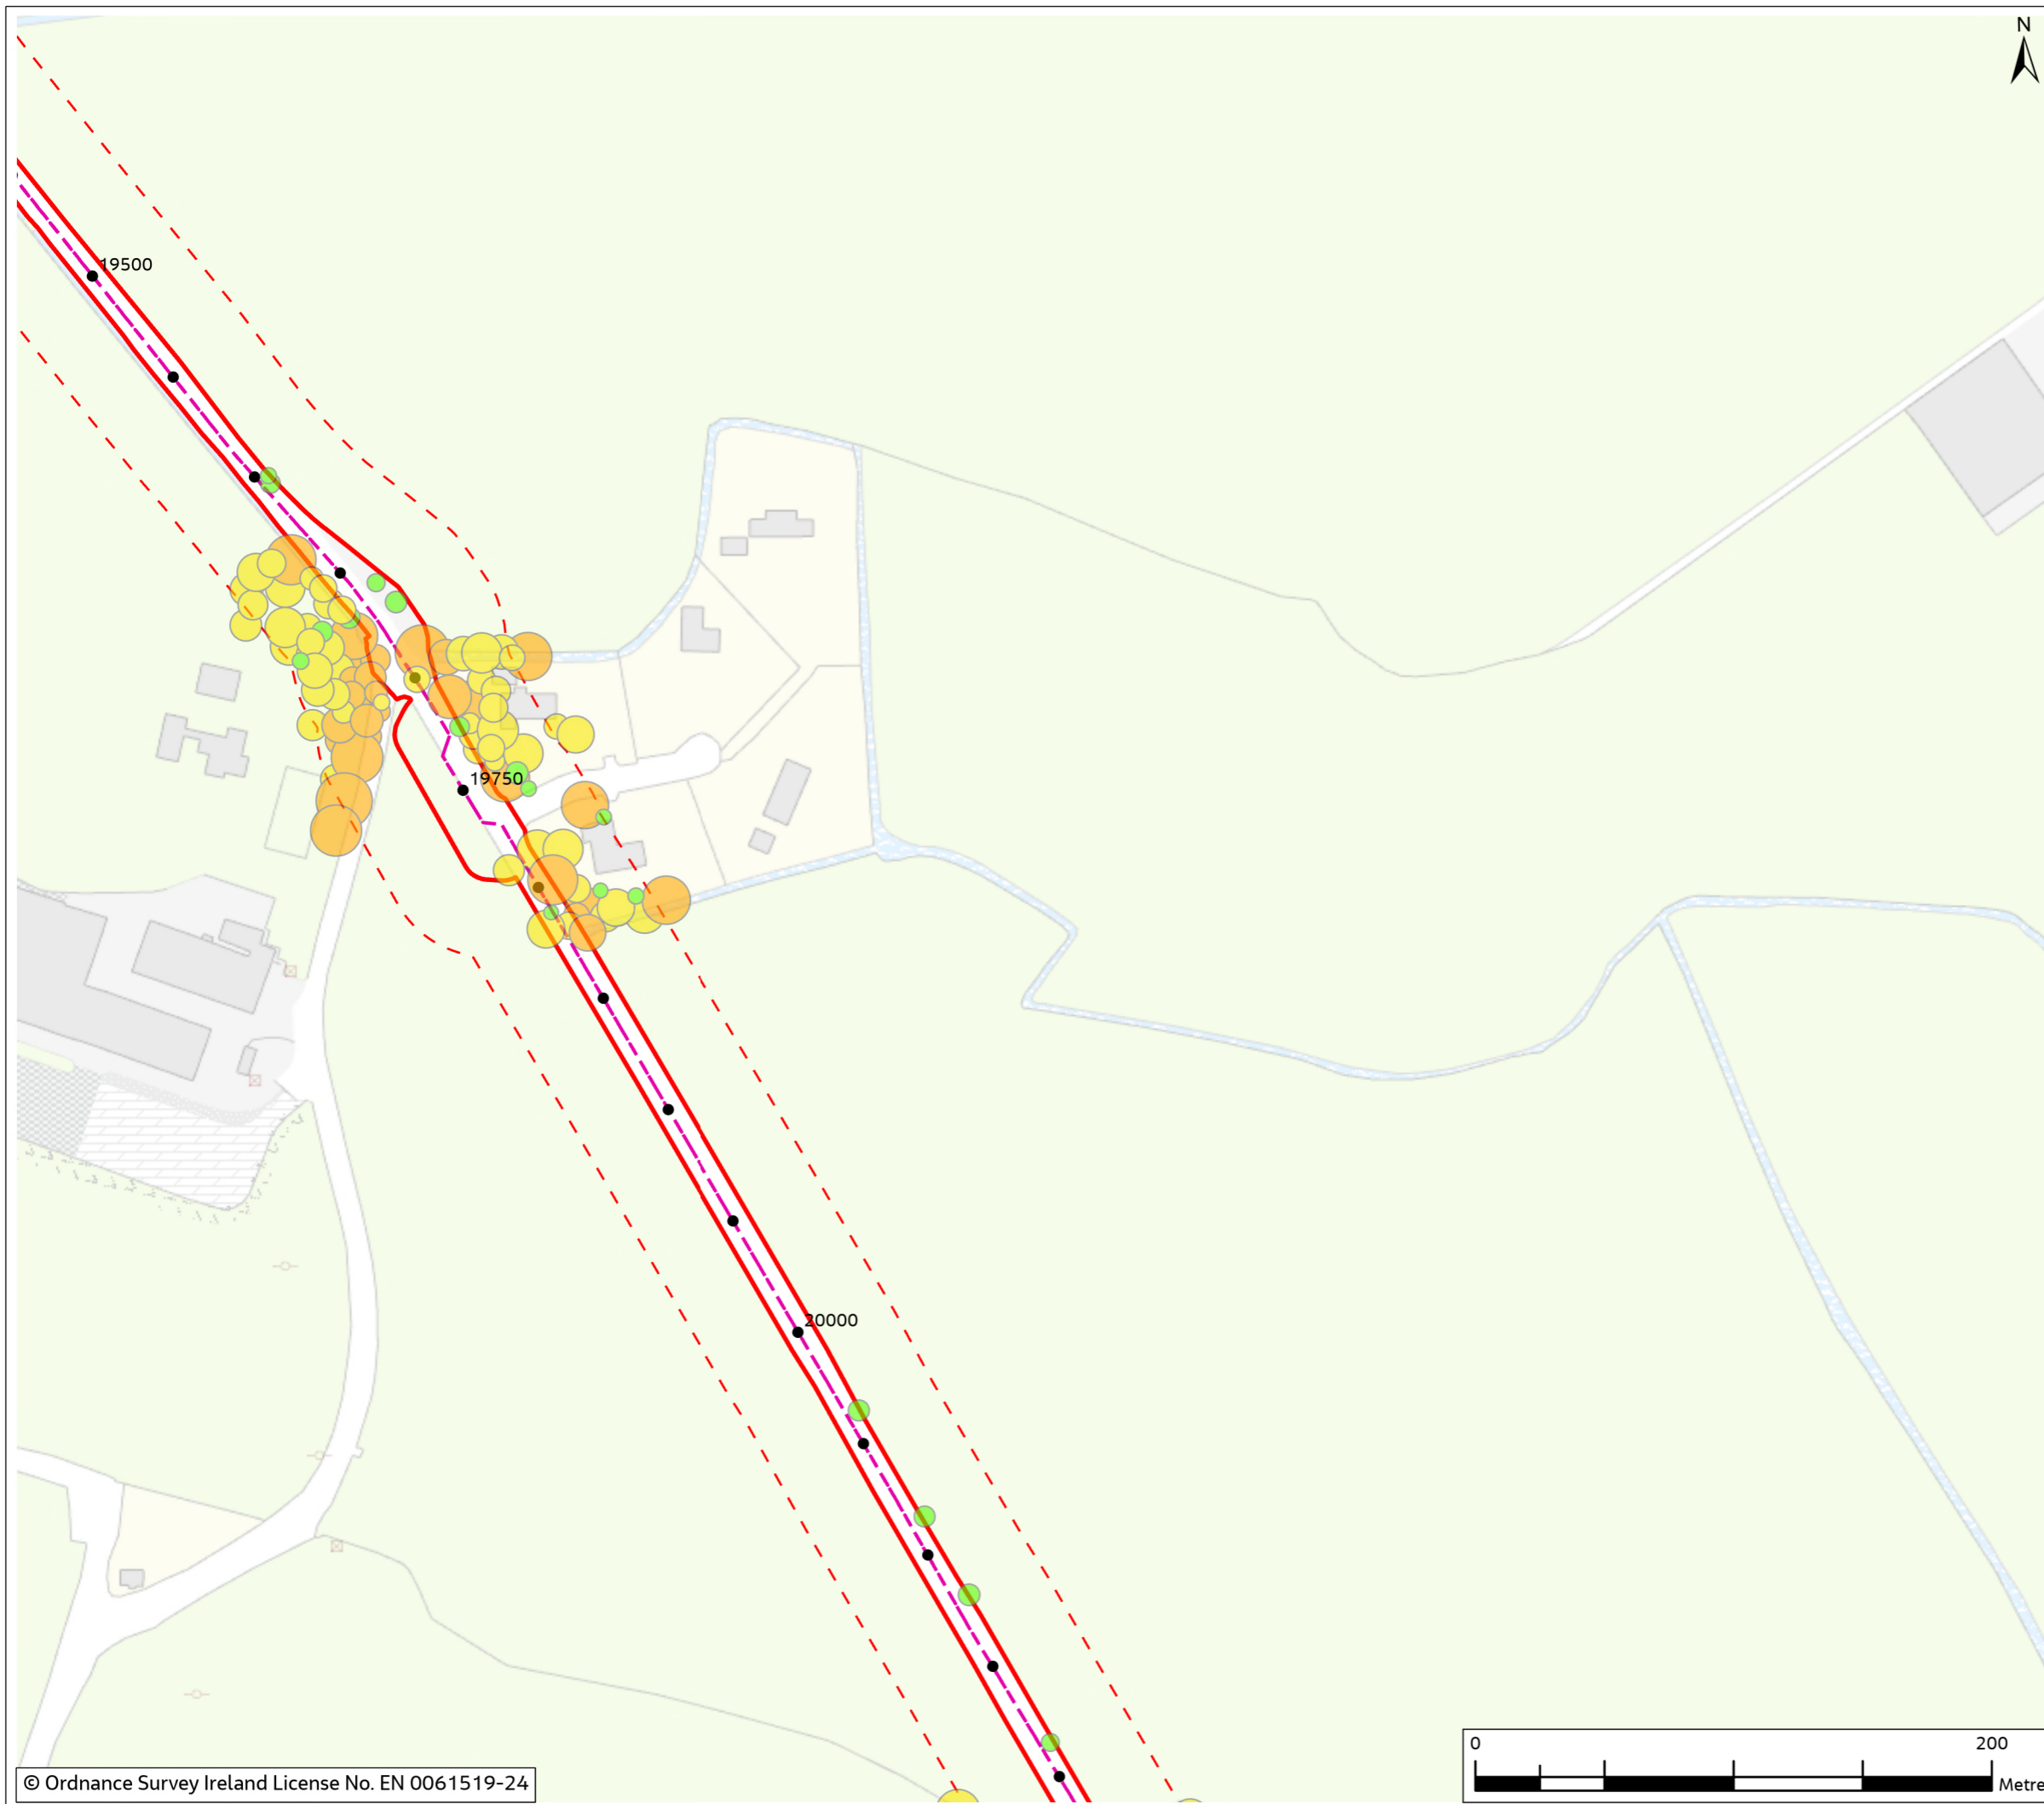 N
19500
19750
20000
0 200
Metre
© Ordnance Survey Ireland License No. EN 0061519-24